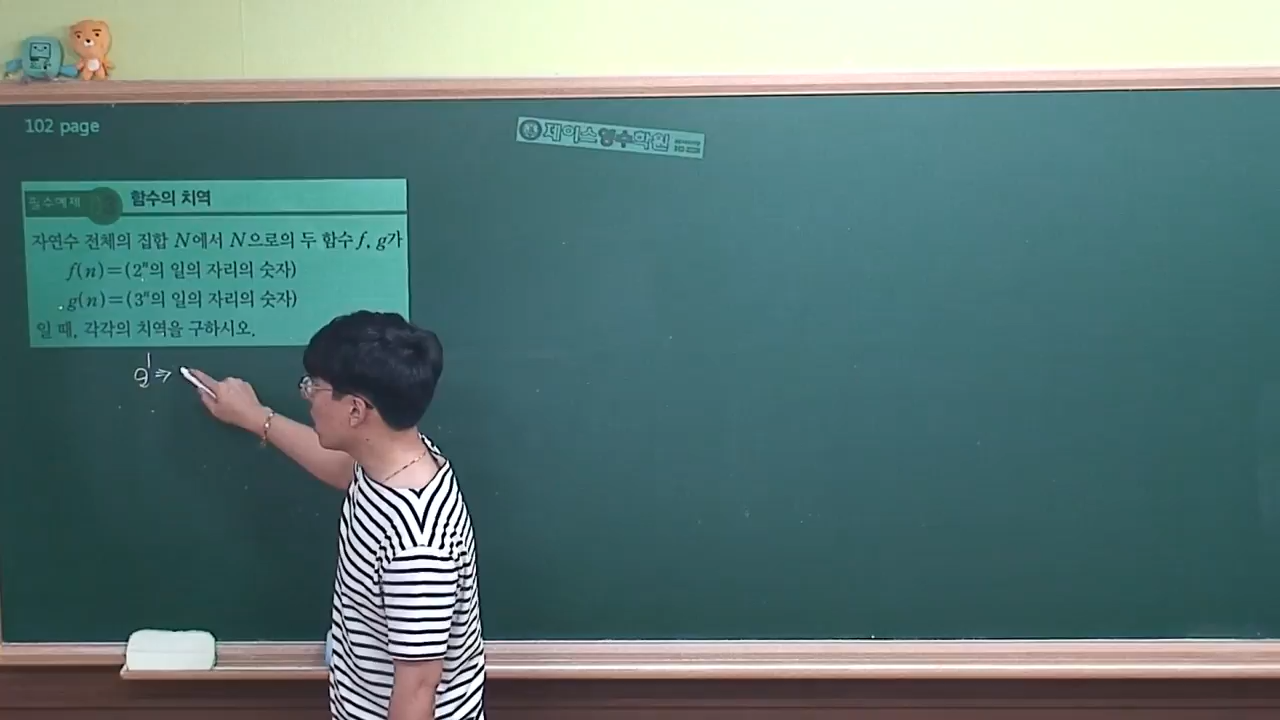 102 page
제이스영수학원
필수예제 함수의 치역
자연수 전체의 집합 N에서 N으로의 두 함수 f, g가
f(n)=(2ⁿ의 일의 자리의 숫자)
g(n)=(3ⁿ의 일의 자리의 숫자)
일 때, 각각의 치역을 구하시오.
2¹⇒